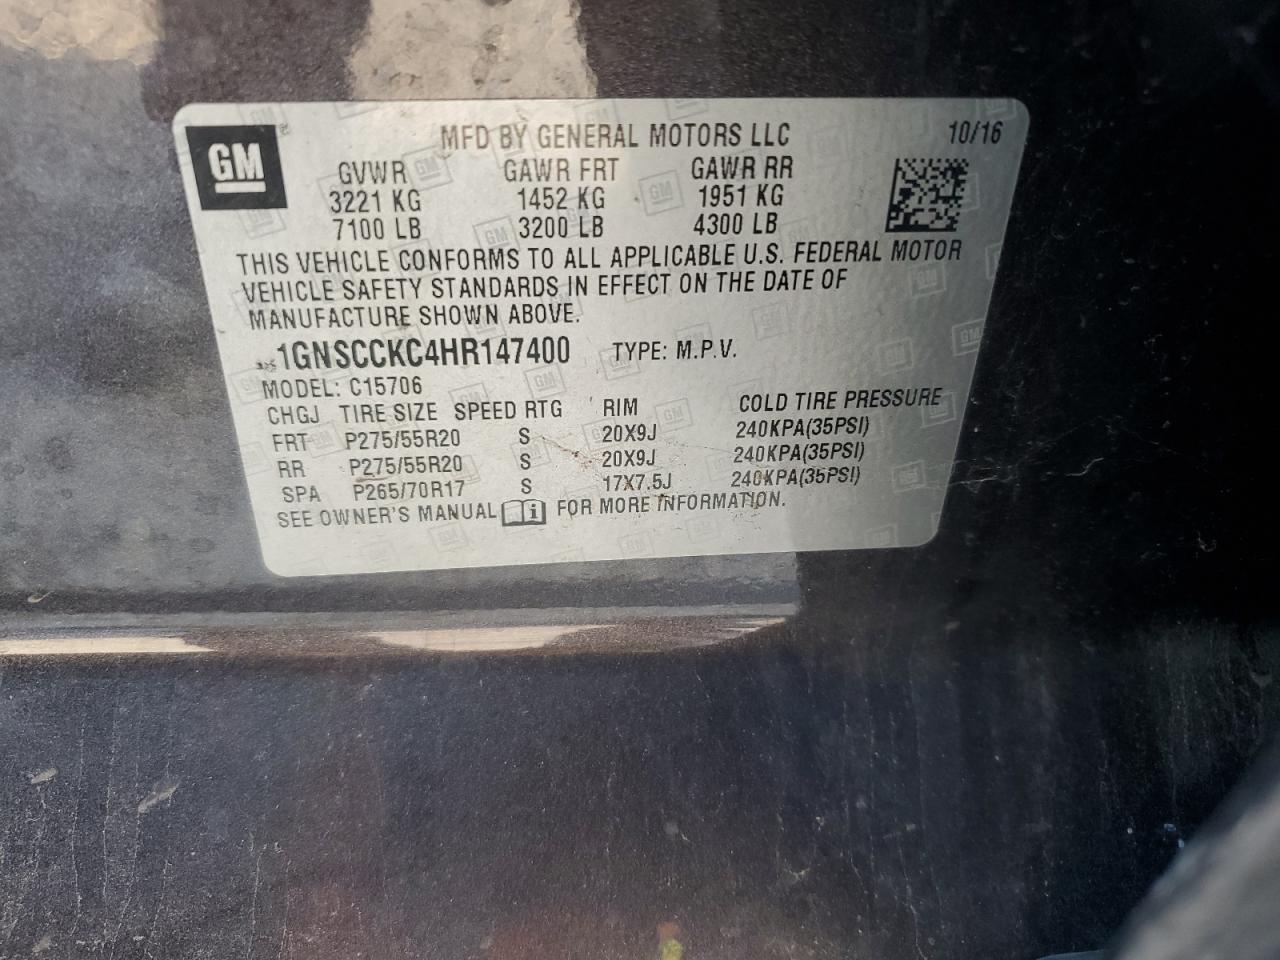 GM
MFD BY GENERAL MOTORS LLC 10/16
GVWR GAWR FRT GAWR RR
3221 KG 1452 KG 1951 KG
7100 LB 3200 LB 4300 LB
THIS VEHICLE CONFORMS TO ALL APPLICABLE U.S. FEDERAL MOTOR
VEHICLE SAFETY STANDARDS IN EFFECT ON THE DATE OF
MANUFACTURE SHOWN ABOVE.
1GNSCCKC4HR147400 TYPE: M.P.V.
MODEL: C15706
CHGJ TIRE SIZE SPEED RTG RIM COLD TIRE PRESSURE
FRT P275/55R20 S 20X9J 240KPA(35PSI)
RR P275/55R20 S 20X9J 240KPA(35PSI)
SPA P265/70R17 S 17X7.5J 240KPA(35PSI)
SEE OWNER'S MANUAL i FOR MORE INFORMATION.